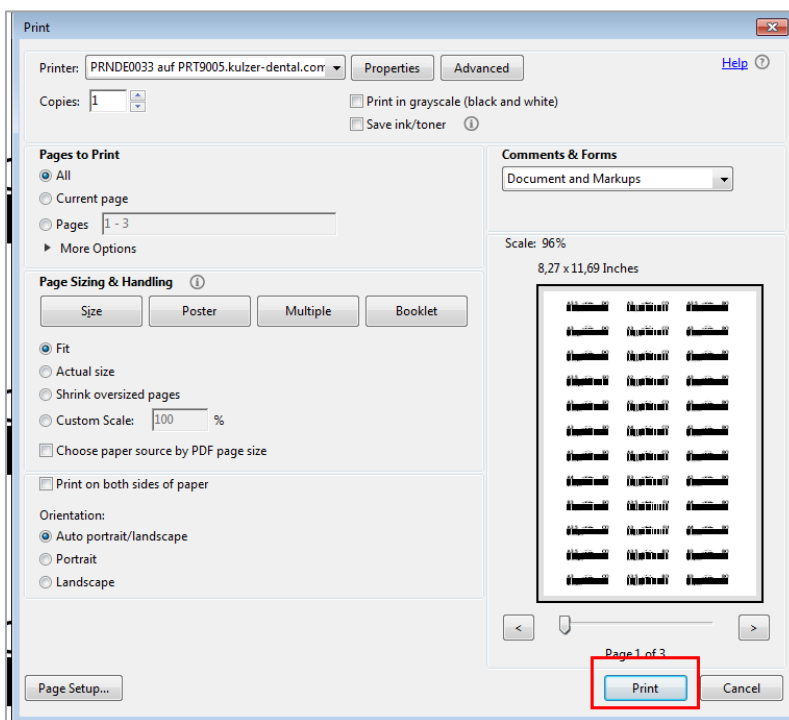 Print
Printer: PRNDE0033 auf PRT9005.kulzer-dental.com Properties Advanced Help
Copies: 1 Print in grayscale (black and white)
Save ink/toner
Pages to Print
All
Current page
Pages 1 - 3
More Options
Comments & Forms
Document and Markups
Page Sizing & Handling
Size Poster Multiple Booklet
Fit
Actual size
Shrink oversized pages
Custom Scale: 100 %
Choose paper source by PDF page size
Print on both sides of paper
Orientation:
Auto portrait/landscape
Portrait
Landscape
Scale: 96%
8,27 x 11,69 Inches
< >
Page 1 of 3
Page Setup... Print Cancel